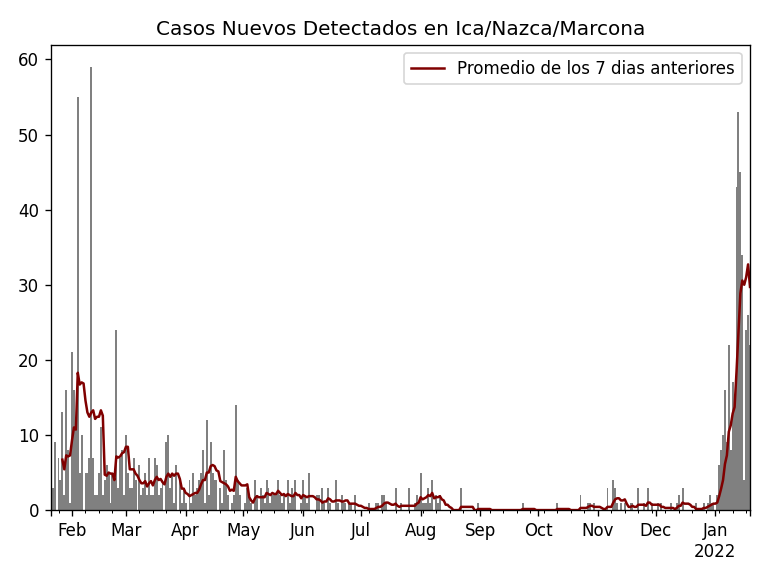 Casos Nuevos Detectados en Ica/Nazca/Marcona
Promedio de los 7 dias anteriores
60
50
40
30
20
10
0
Feb Mar Apr May Jun Jul Aug Sep Oct Nov Dec Jan
2022